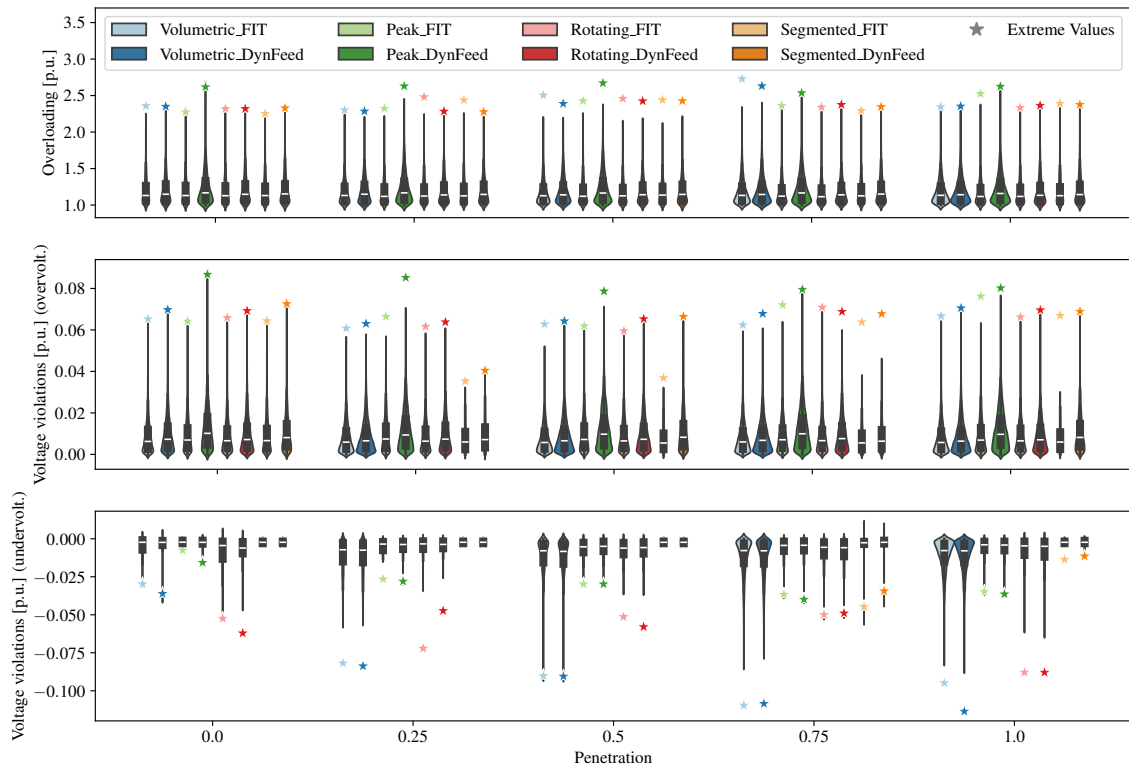 Volumetric_FIT Peak_FIT Rotating_FIT Segmented_FIT Extreme Values
Volumetric_DynFeed Peak_DynFeed Rotating_DynFeed Segmented_DynFeed
Overloading [p.u.]
3.5
3.0
2.5
2.0
1.5
1.0
Voltage violations [p.u.] (overvolt.)
0.08
0.06
0.04
0.02
0.00
Voltage violations [p.u.] (undervolt.)
0.000
−0.025
−0.050
−0.075
−0.100
0.0 0.25 0.5 0.75 1.0
Penetration